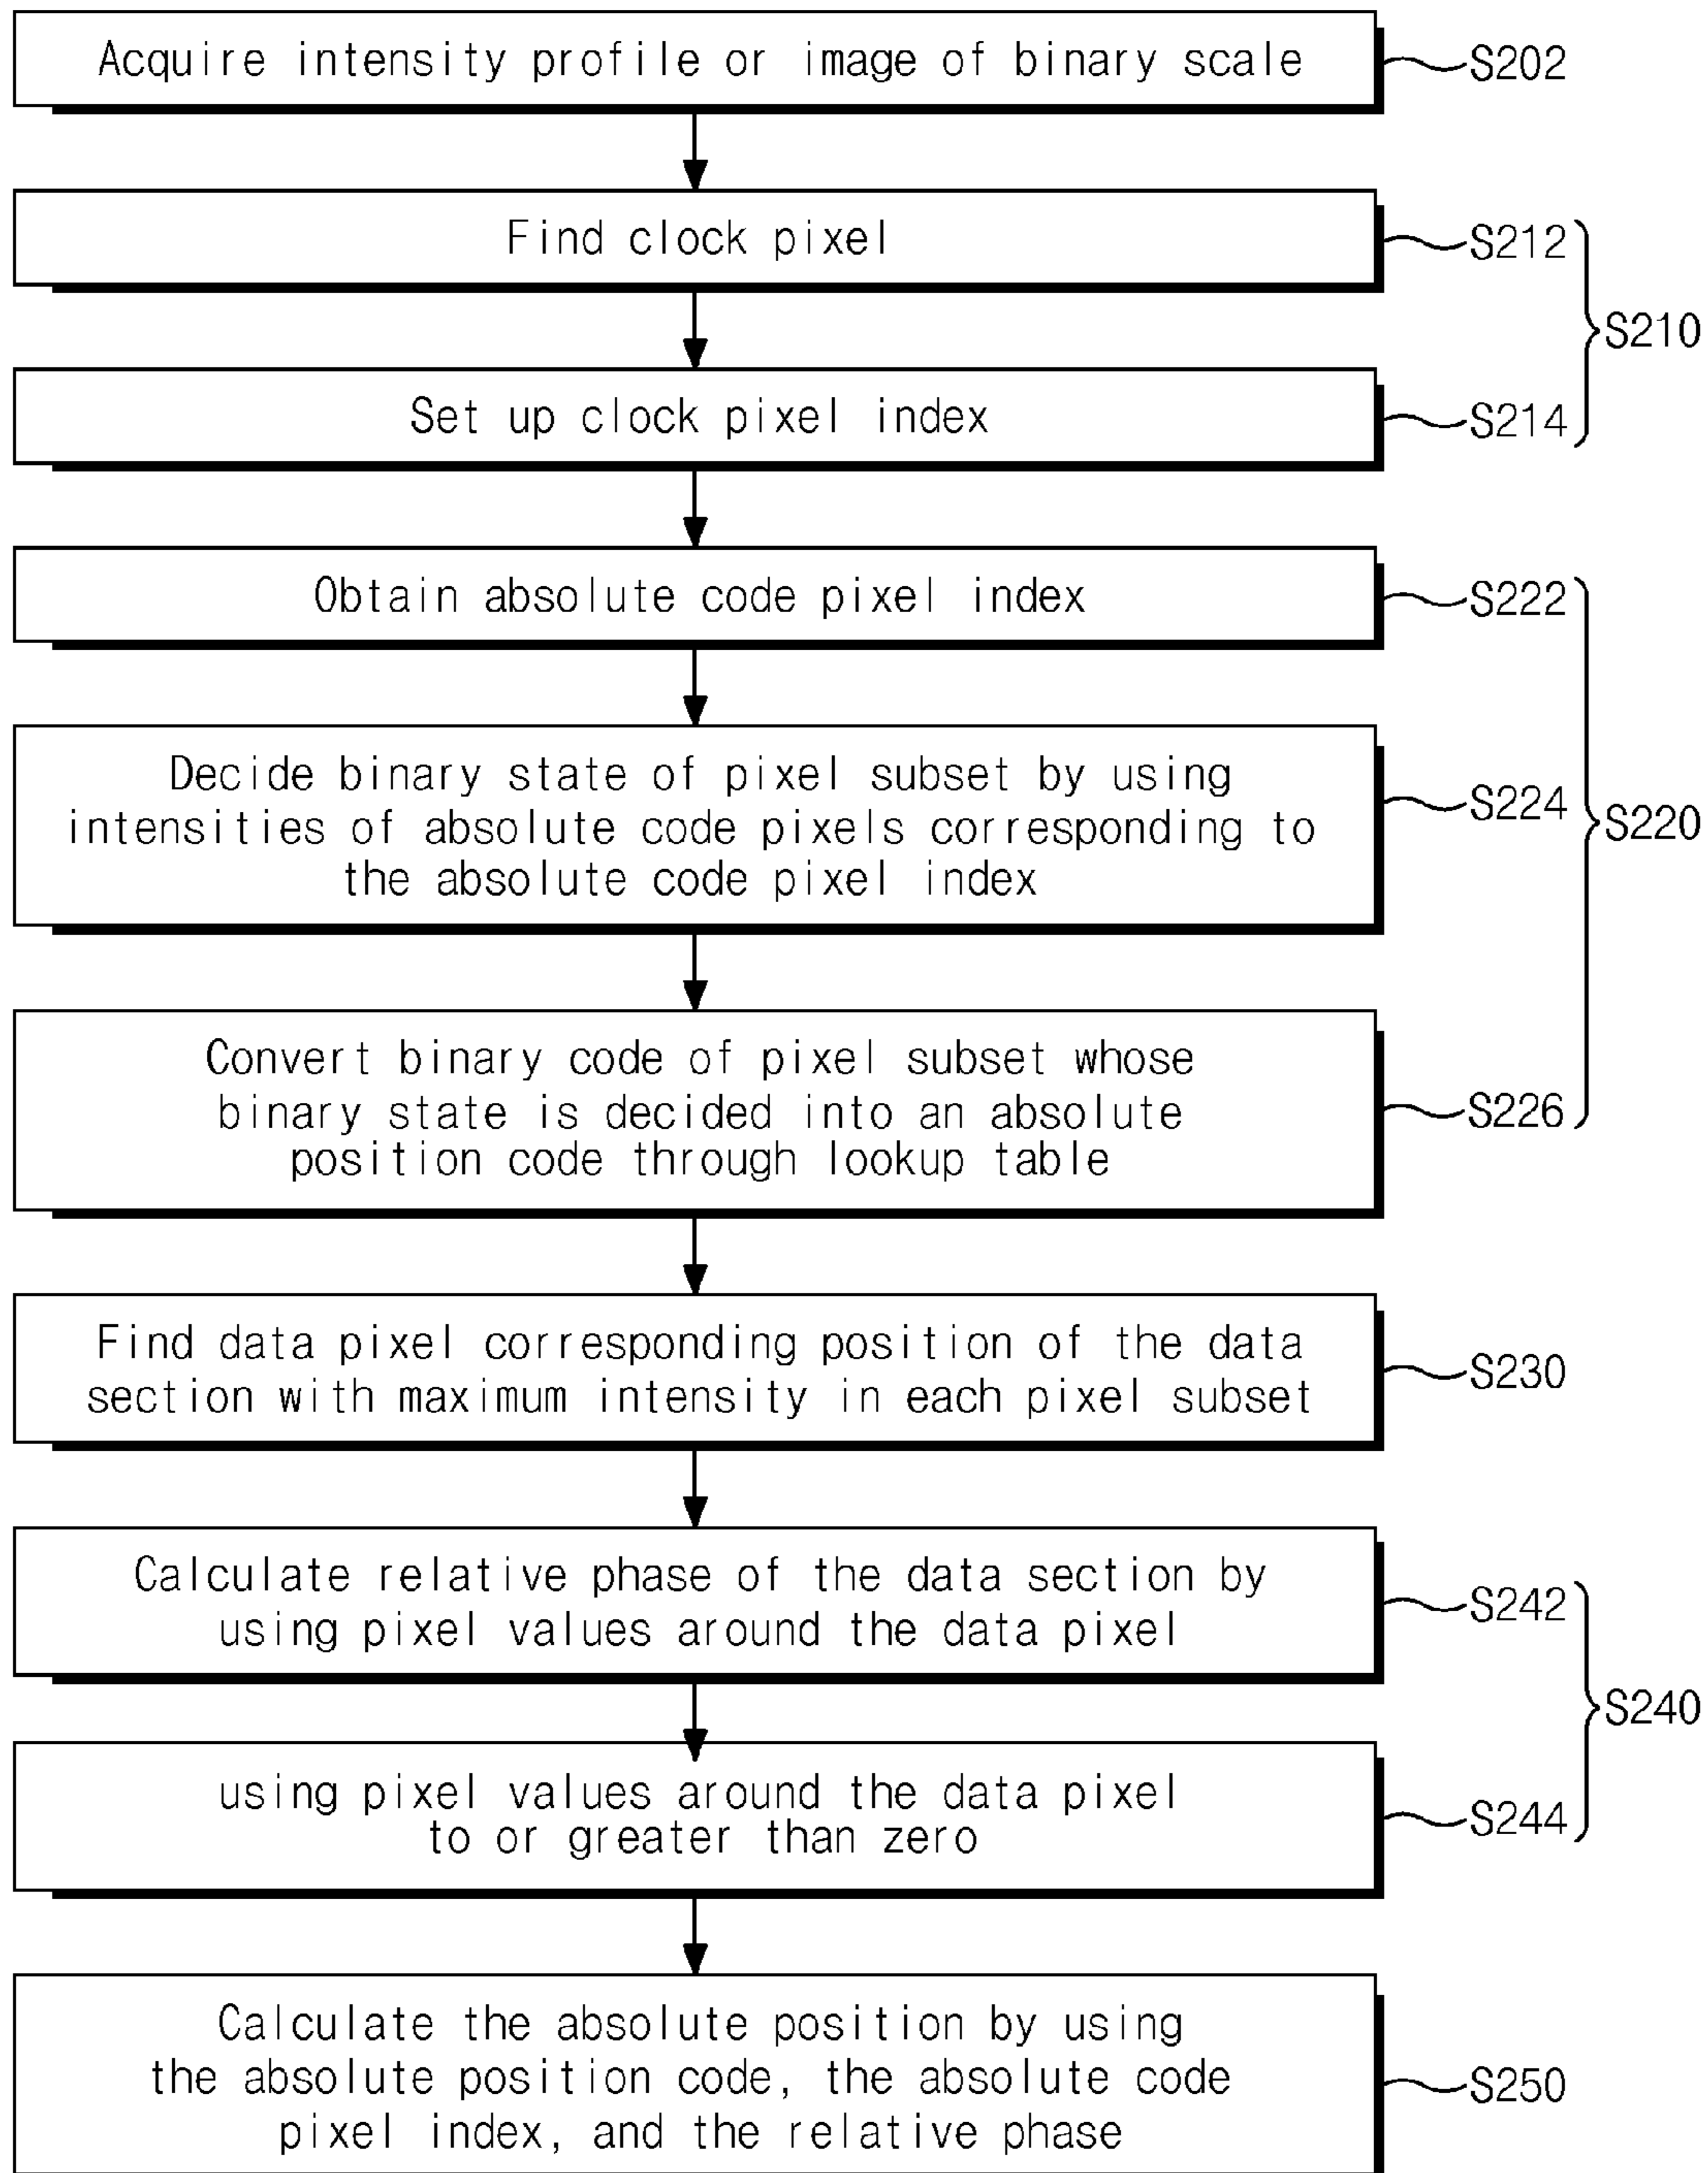 Acquire intensity profile or image of binary scale
S202
Find clock pixel
S212
S210
Set up clock pixel index
S214
Obtain absolute code pixel index
S222
Decide binary state of pixel subset by using
intensities of absolute code pixels corresponding to
the absolute code pixel index
S224
S220
Convert binary code of pixel subset whose
binary state is decided into an absolute
position code through lookup table
S226
Find data pixel corresponding position of the data
section with maximum intensity in each pixel subset
S230
Calculate relative phase of the data section by
using pixel values around the data pixel
S242
S240
using pixel values around the data pixel
to or greater than zero
S244
Calculate the absolute position by using
the absolute position code, the absolute code
pixel index, and the relative phase
S250